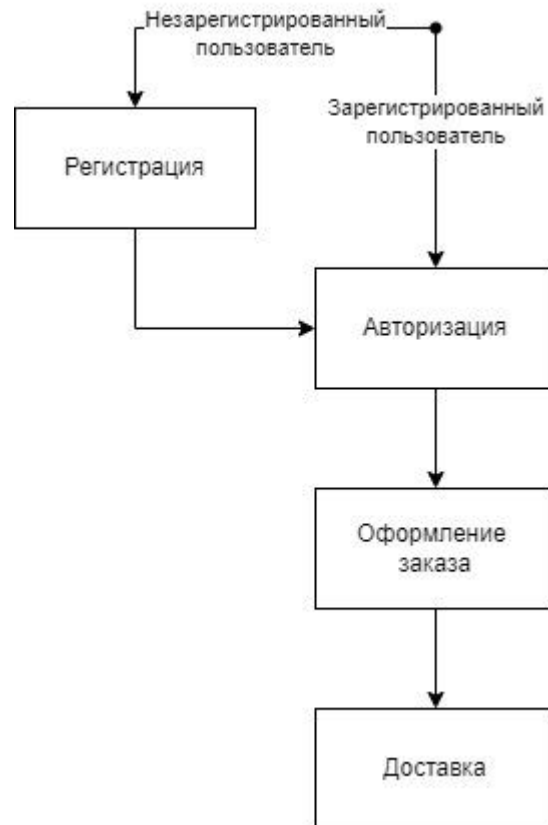 Незарегистрированный
пользователь
Зарегистрированный
пользователь
Регистрация
Авторизация
Оформление
заказа
Доставка